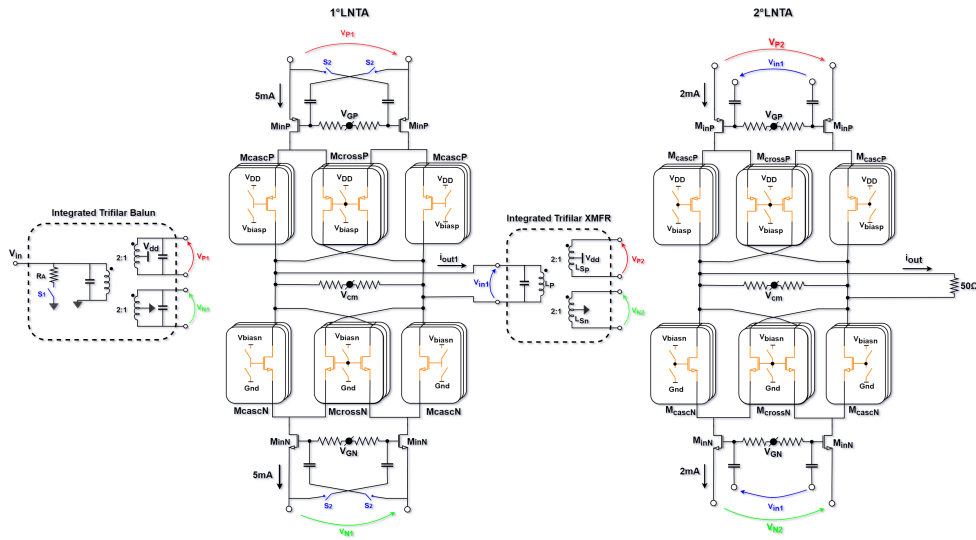 1°LNTA
2°LNTA
VP1
VP2
S2
S2
Vin1
5mA
2mA
VGP
VGP
MinP
MinP
MinP
MinP
McascP
McrossP
McascP
McascP
McrossP
McascP
VDD
VDD
VDD
VDD
VDD
VDD
Vbiasp
Vbiasp
Vbiasp
Vbiasp
Vbiasp
Vbiasp
Integrated Trifilar Balun
Integrated Trifilar XMFR
Vin
RA
S1
2:1
Vdd
VP1
2:1
VN1
iout1
Vin1
LP
2:1
LSp
Vdd
VP2
2:1
LSn
VN2
iout
50Ω
Vcm
Vcm
Vbiasn
Vbiasn
Vbiasn
Vbiasn
Vbiasn
Vbiasn
Gnd
Gnd
Gnd
Gnd
Gnd
Gnd
McascN
McrossN
McascN
McascN
McrossN
McascN
MinN
MinN
MinN
MinN
VGN
VGN
5mA
2mA
S2
S2
Vin1
VN1
VN2